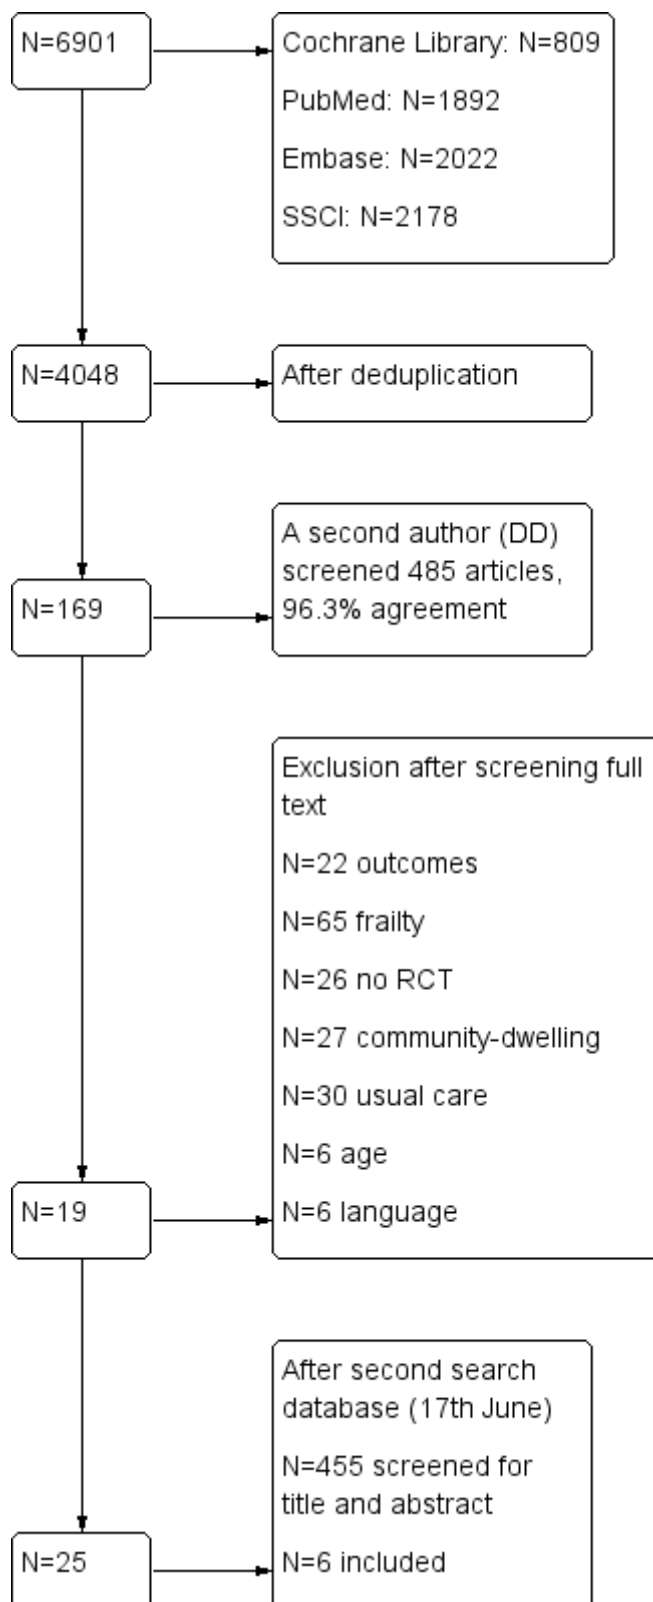 N=6901
Cochrane Library: N=809
PubMed: N=1892
Embase: N=2022
SSCI: N=2178
N=4048
After deduplication
N=169
A second author (DD)
screened 485 articles,
96.3% agreement
Exclusion after screening full
text
N=22 outcomes
N=65 frailty
N=26 no RCT
N=27 community-dwelling
N=30 usual care
N=6 age
N=6 language
N=19
After second search
database (17th June)
N=455 screened for
title and abstract
N=6 included
N=25